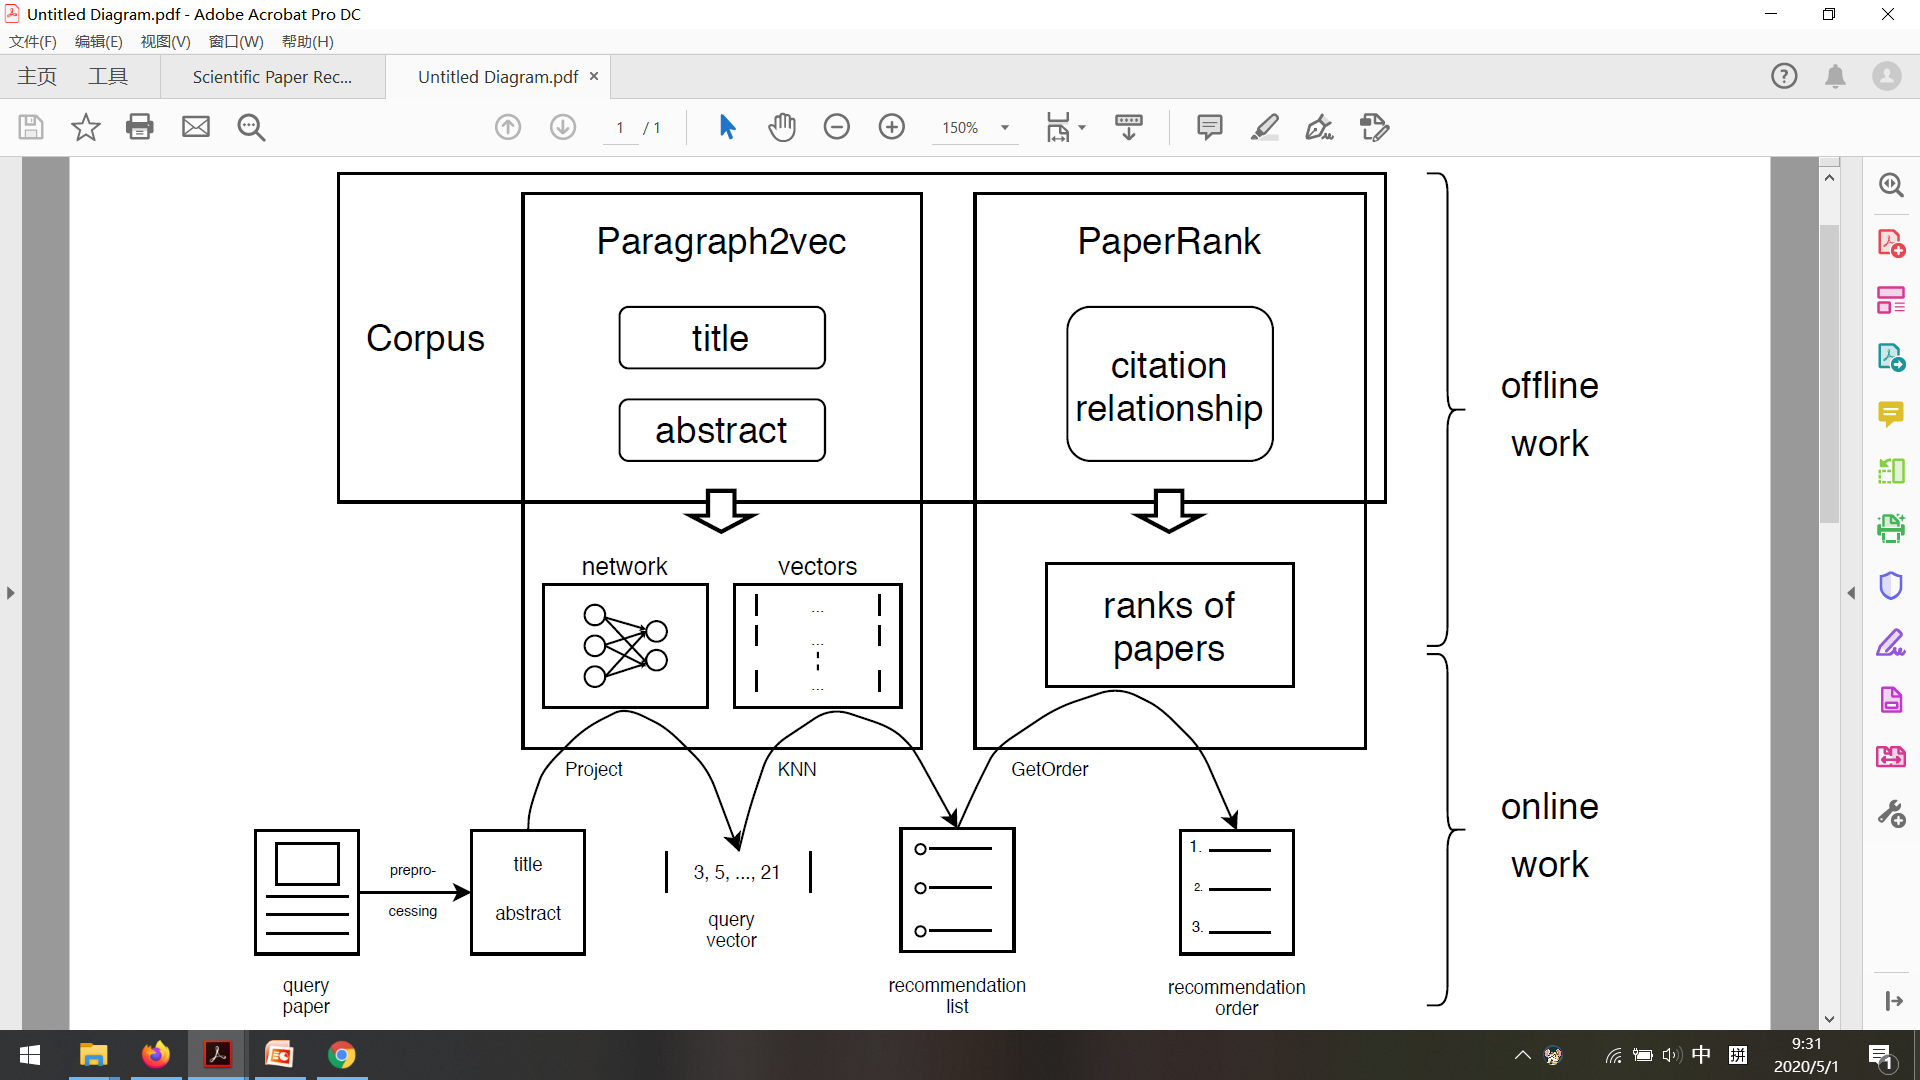 Untitled Diagram.pdf - Adobe Acrobat Pro DC
文件(F) 编辑(E) 视图(V) 窗口(W) 帮助(H)
主页 工具 Scientific Paper Rec... Untitled Diagram.pdf ×
1 / 1 150%
Paragraph2vec
PaperRank
Corpus
title
abstract
citation
relationship
offline
work
network
vectors
...
...
...
ranks of
papers
Project
KNN
GetOrder
online
work
prepro-
cessing
title
abstract
3, 5, ..., 21
query
vector
1.
2.
3.
query
paper
recommendation
list
recommendation
order
中 拼 9:31
2020/5/1
1